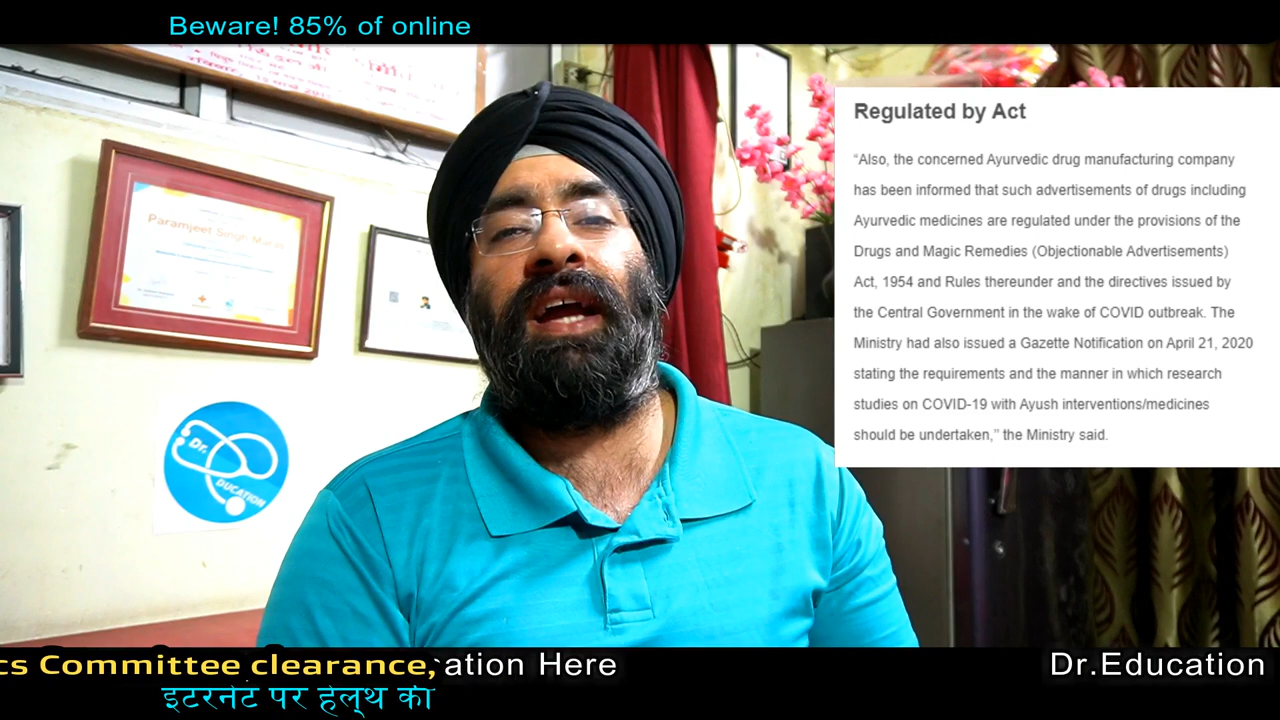 Beware! 85% of online
Paramjeet Singh
Dr.
DUCATION
Regulated by Act
“Also, the concerned Ayurvedic drug manufacturing company
has been informed that such advertisements of drugs including
Ayurvedic medicines are regulated under the provisions of the
Drugs and Magic Remedies (Objectionable Advertisements)
Act, 1954 and Rules thereunder and the directives issued by
the Central Government in the wake of COVID outbreak. The
Ministry had also issued a Gazette Notification on April 21, 2020
stating the requirements and the manner in which research
studies on COVID-19 with Ayush interventions/medicines
should be undertaken,” the Ministry said.
cs Committee clearance, ation Here
Dr.Education
इंटरनेट पर हेल्थ की